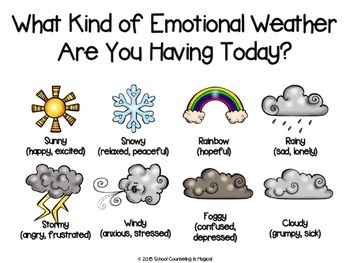 What Kind of Emotional Weather
Are You Having Today?
Sunny
(happy, excited)
Snowy
(relaxed, peaceful)
Rainbow
(hopeful)
Rainy
(sad, lonely)
Stormy
(angry, frustrated)
Windy
(anxious, stressed)
Foggy
(confused,
depressed)
Cloudy
(grumpy, sick)
© 2015 School Counseling is Magical